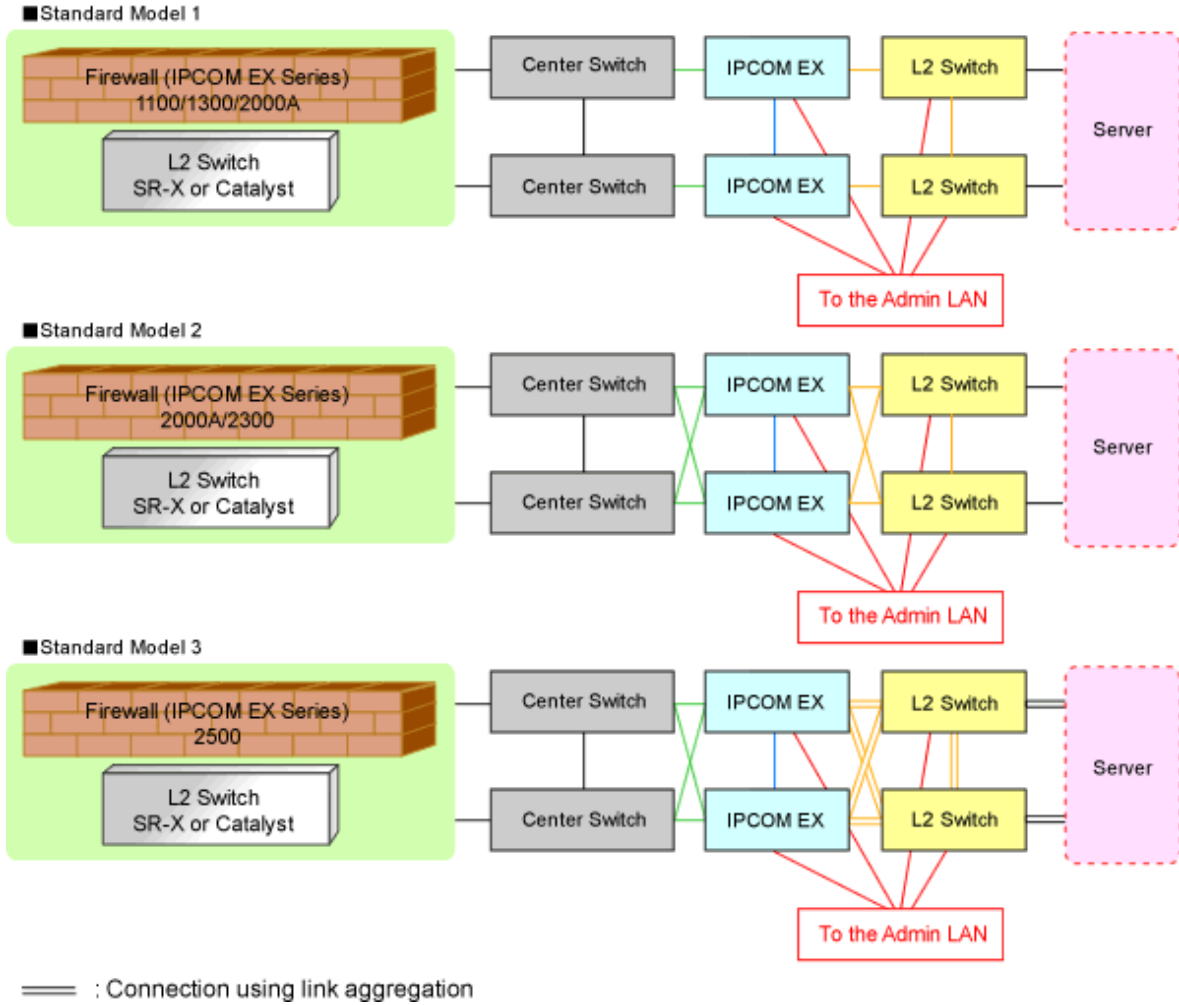 ■Standard Model 1
Firewall (IPCOM EX Series)
1100/1300/2000A
L2 Switch
SR-X or Catalyst
Center Switch
IPCOM EX
L2 Switch
Server
Center Switch
IPCOM EX
L2 Switch
To the Admin LAN
■Standard Model 2
Firewall (IPCOM EX Series)
2000A/2300
L2 Switch
SR-X or Catalyst
Center Switch
IPCOM EX
L2 Switch
Server
Center Switch
IPCOM EX
L2 Switch
To the Admin LAN
■Standard Model 3
Firewall (IPCOM EX Series)
2500
L2 Switch
SR-X or Catalyst
Center Switch
IPCOM EX
L2 Switch
Server
Center Switch
IPCOM EX
L2 Switch
To the Admin LAN
: Connection using link aggregation